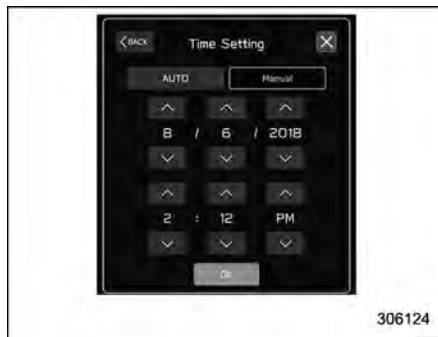 BACK Time Setting
AUTO Manual
8 / 6 / 2018
2 : 12 PM
Ok
306124